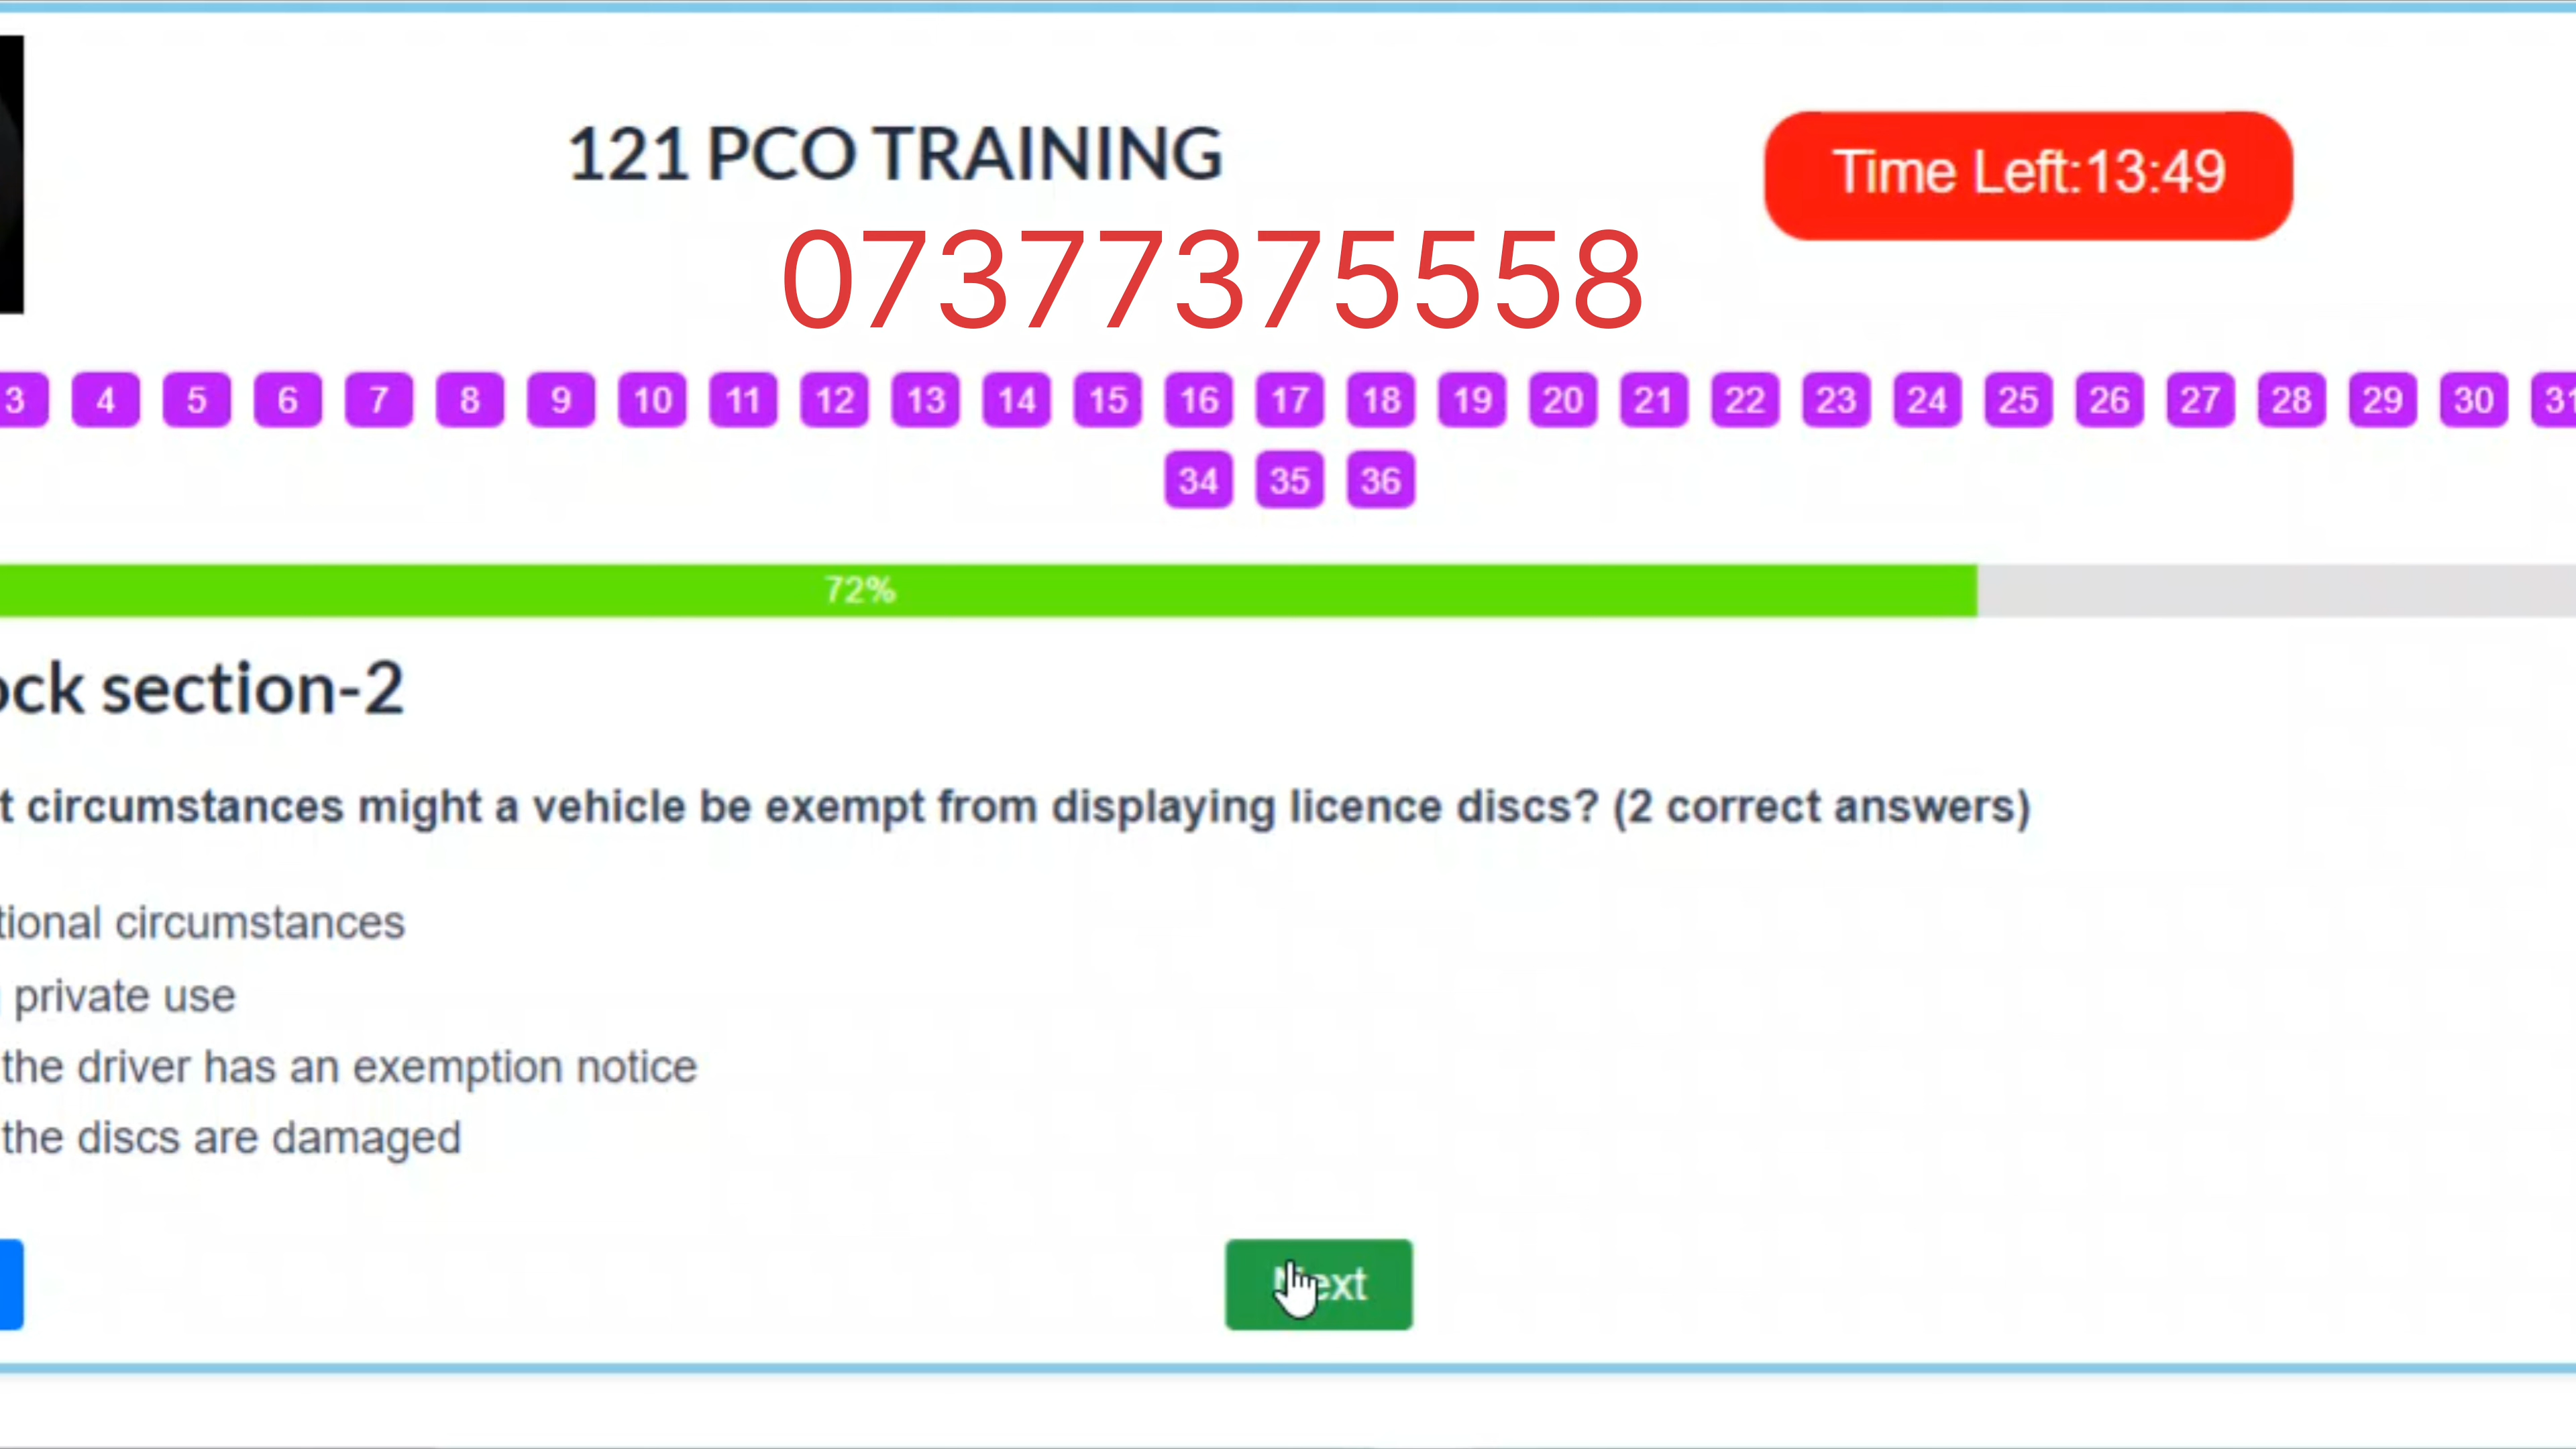 121 PCO TRAINING
Time Left:13:49
07377375558
3 4 5 6 7 8 9 10 11 12 13 14 15 16 17 18 19 20 21 22 23 24 25 26 27 28 29 30 31
34 35 36
72%
ock section-2
t circumstances might a vehicle be exempt from displaying licence discs? (2 correct answers)
tional circumstances
private use
the driver has an exemption notice
the discs are damaged
Next